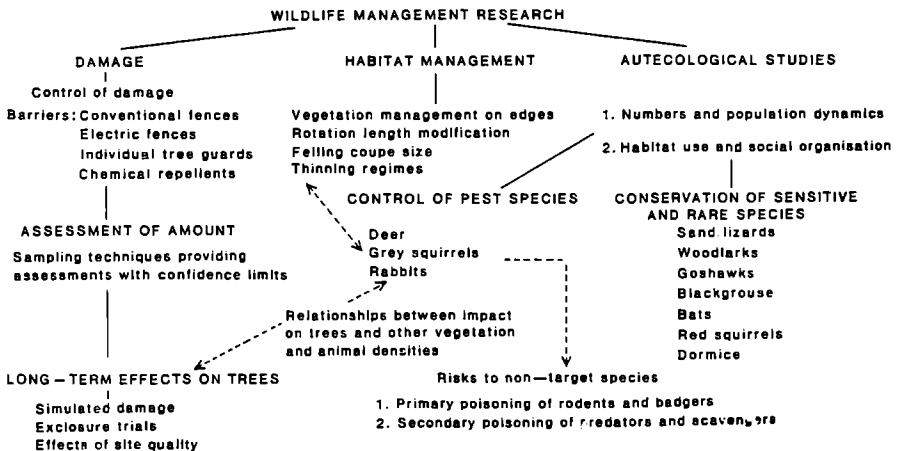 WILDLIFE MANAGEMENT RESEARCH
DAMAGE
Control of damage
Barriers: Conventional fences
Electric fences
Individual tree guards
Chemical repellents
ASSESSMENT OF AMOUNT
Sampling techniques providing
assessments with confidence limits
LONG-TERM EFFECTS ON TREES
Simulated damage
Exclosure trials
Effects of site quality
HABITAT MANAGEMENT
Vegetation management on edges
Rotation length modification
Felling coupe size
Thinning regimes
CONTROL OF PEST SPECIES
Deer
Grey squirrels
Rabbits
Relationships between impact
on trees and other vegetation
and animal densities
Risks to non-target species
1. Primary poisoning of rodents and badgers
2. Secondary poisoning of predators and scavengers
AUTECOLOGICAL STUDIES
1. Numbers and population dynamics
2. Habitat use and social organisation
CONSERVATION OF SENSITIVE
AND RARE SPECIES
Sand lizards
Woodlarks
Goshawks
Blackgrouse
Bats
Red squirrels
Dormice